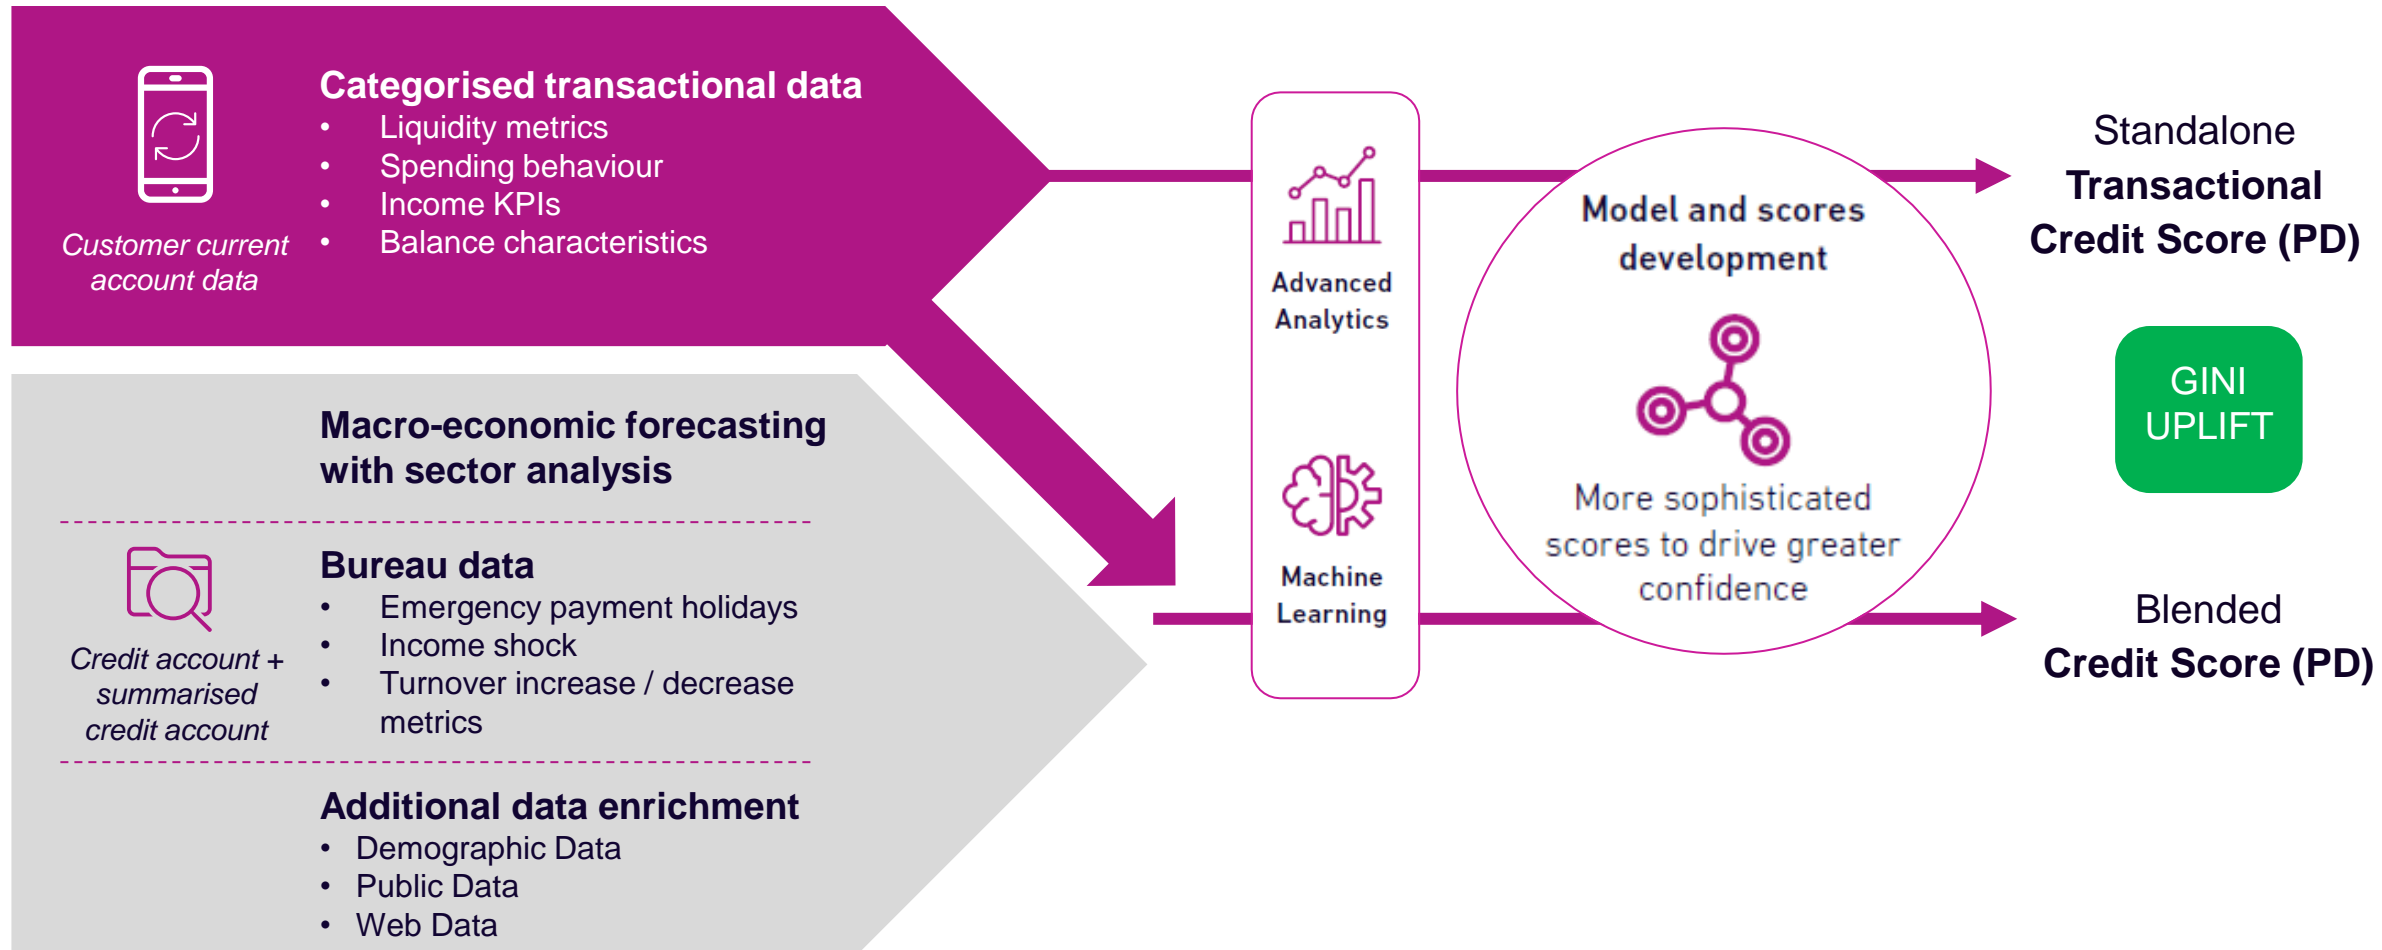 Categorised transactional data
• Liquidity metrics
• Spending behaviour
• Income KPIs
• Balance characteristics
Customer current
account data
Macro-economic forecasting
with sector analysis
Bureau data
• Emergency payment holidays
• Income shock
• Turnover increase / decrease
metrics
Credit account +
summarised
credit account
Additional data enrichment
• Demographic Data
• Public Data
• Web Data
Advanced
Analytics
Machine
Learning
Model and scores
development
More sophisticated
scores to drive greater
confidence
Standalone
Transactional
Credit Score (PD)
GINI
UPLIFT
Blended
Credit Score (PD)